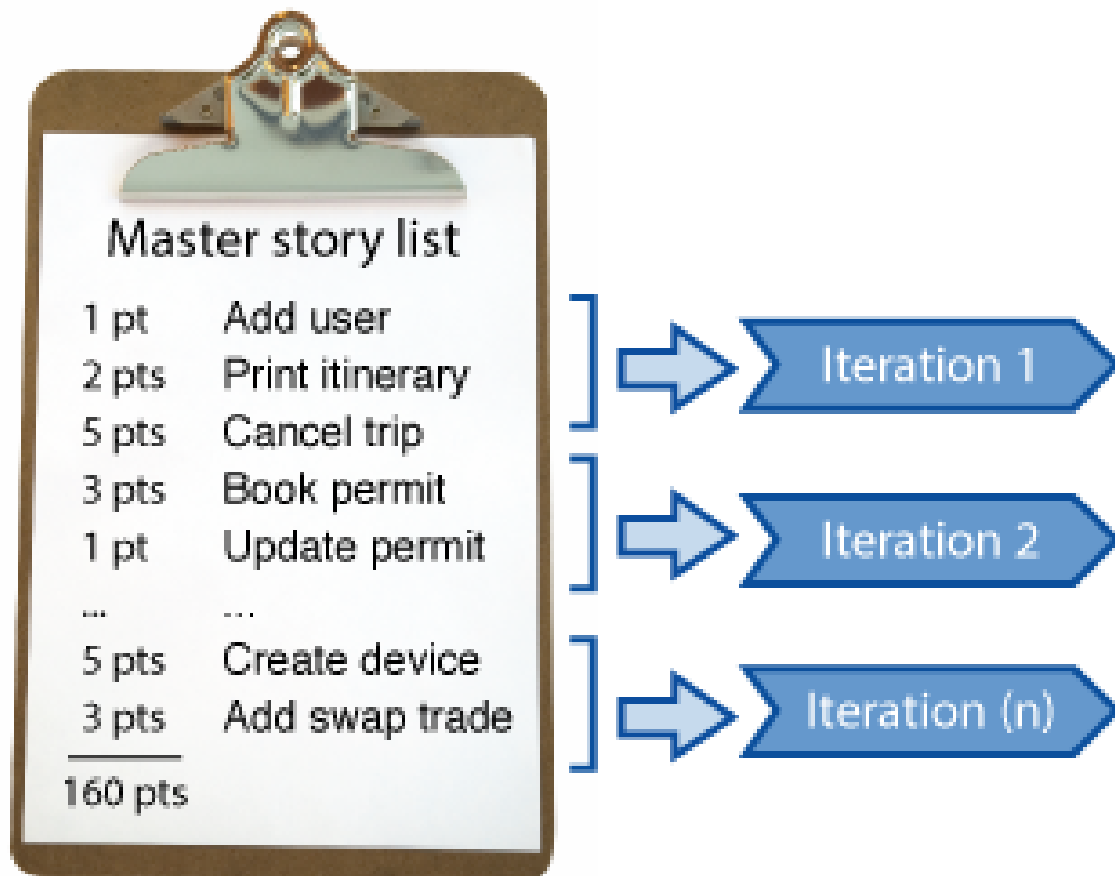 Master story list
1 pt Add user
2 pts Print itinerary
5 pts Cancel trip
3 pts Book permit
1 pt Update permit
... ...
5 pts Create device
3 pts Add swap trade
160 pts
Iteration 1
Iteration 2
Iteration (n)